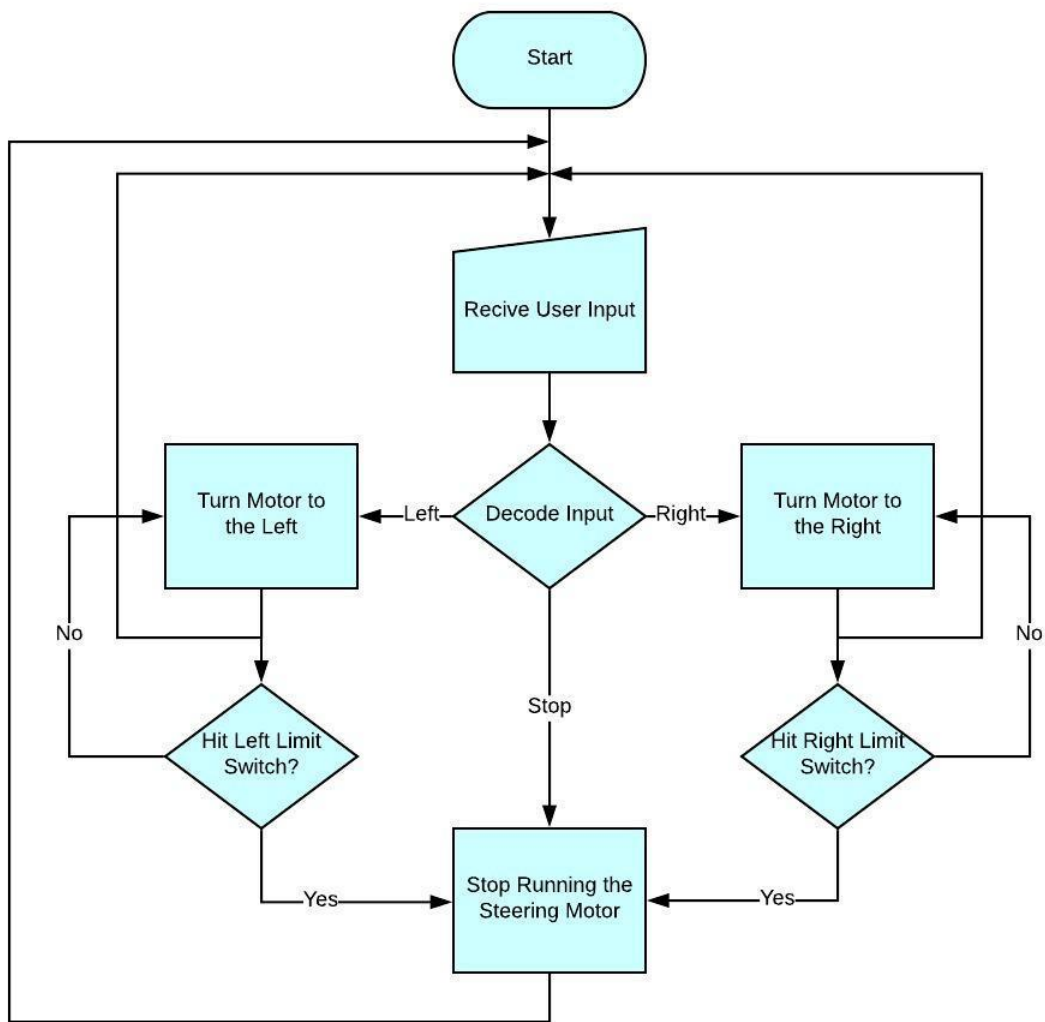 Start
Recive User Input
Turn Motor to
the Left
Left
Decode Input
Right
Turn Motor to
the Right
No
No
Stop
Hit Left Limit
Switch?
Hit Right Limit
Switch?
Yes
Stop Running the
Steering Motor
Yes